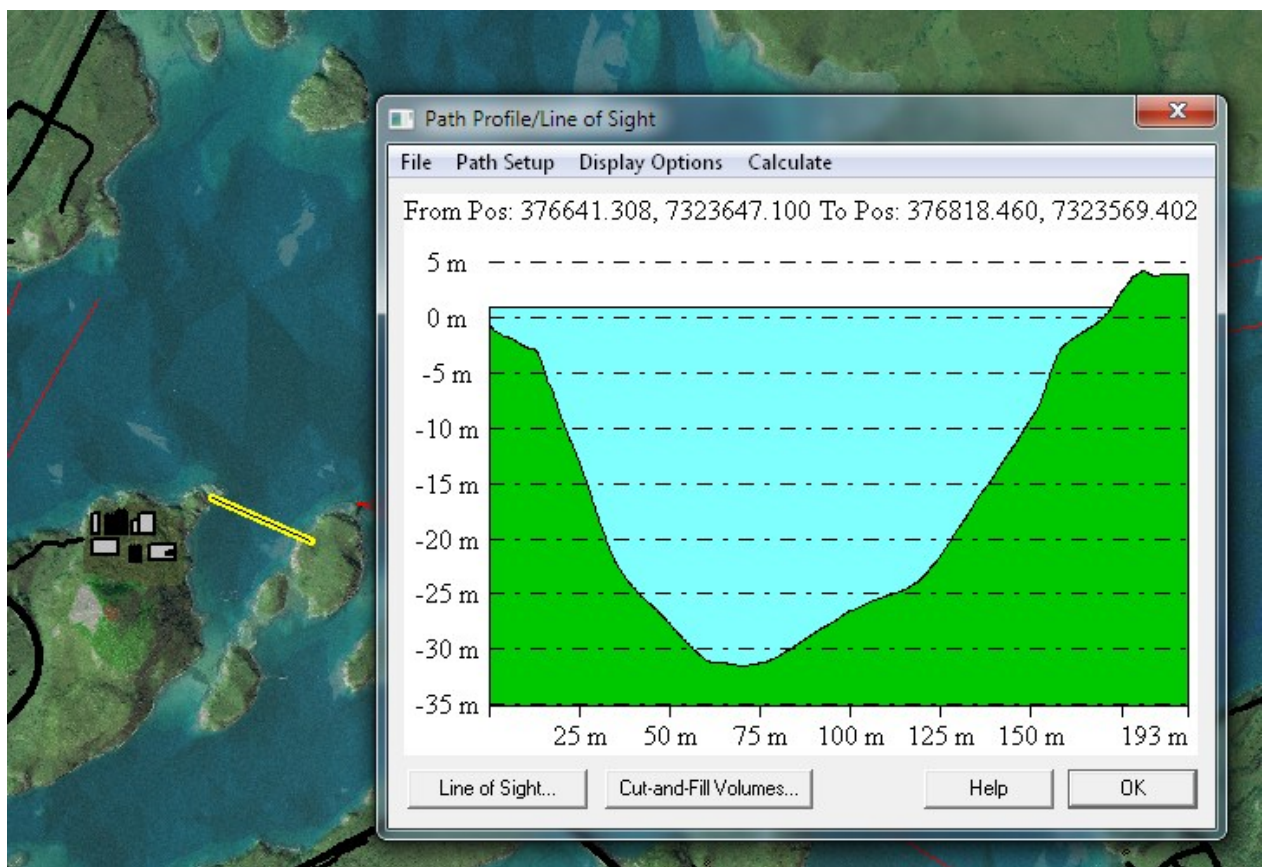 Path Profile/Line of Sight
File Path Setup Display Options Calculate
From Pos: 376641.308, 7323647.100 To Pos: 376818.460, 7323569.402
5 m
0 m
-5 m
-10 m
-15 m
-20 m
-25 m
-30 m
-35 m
25 m 50 m 75 m 100 m 125 m 150 m 193 m
Line of Sight... Cut-and-Fill Volumes... Help OK